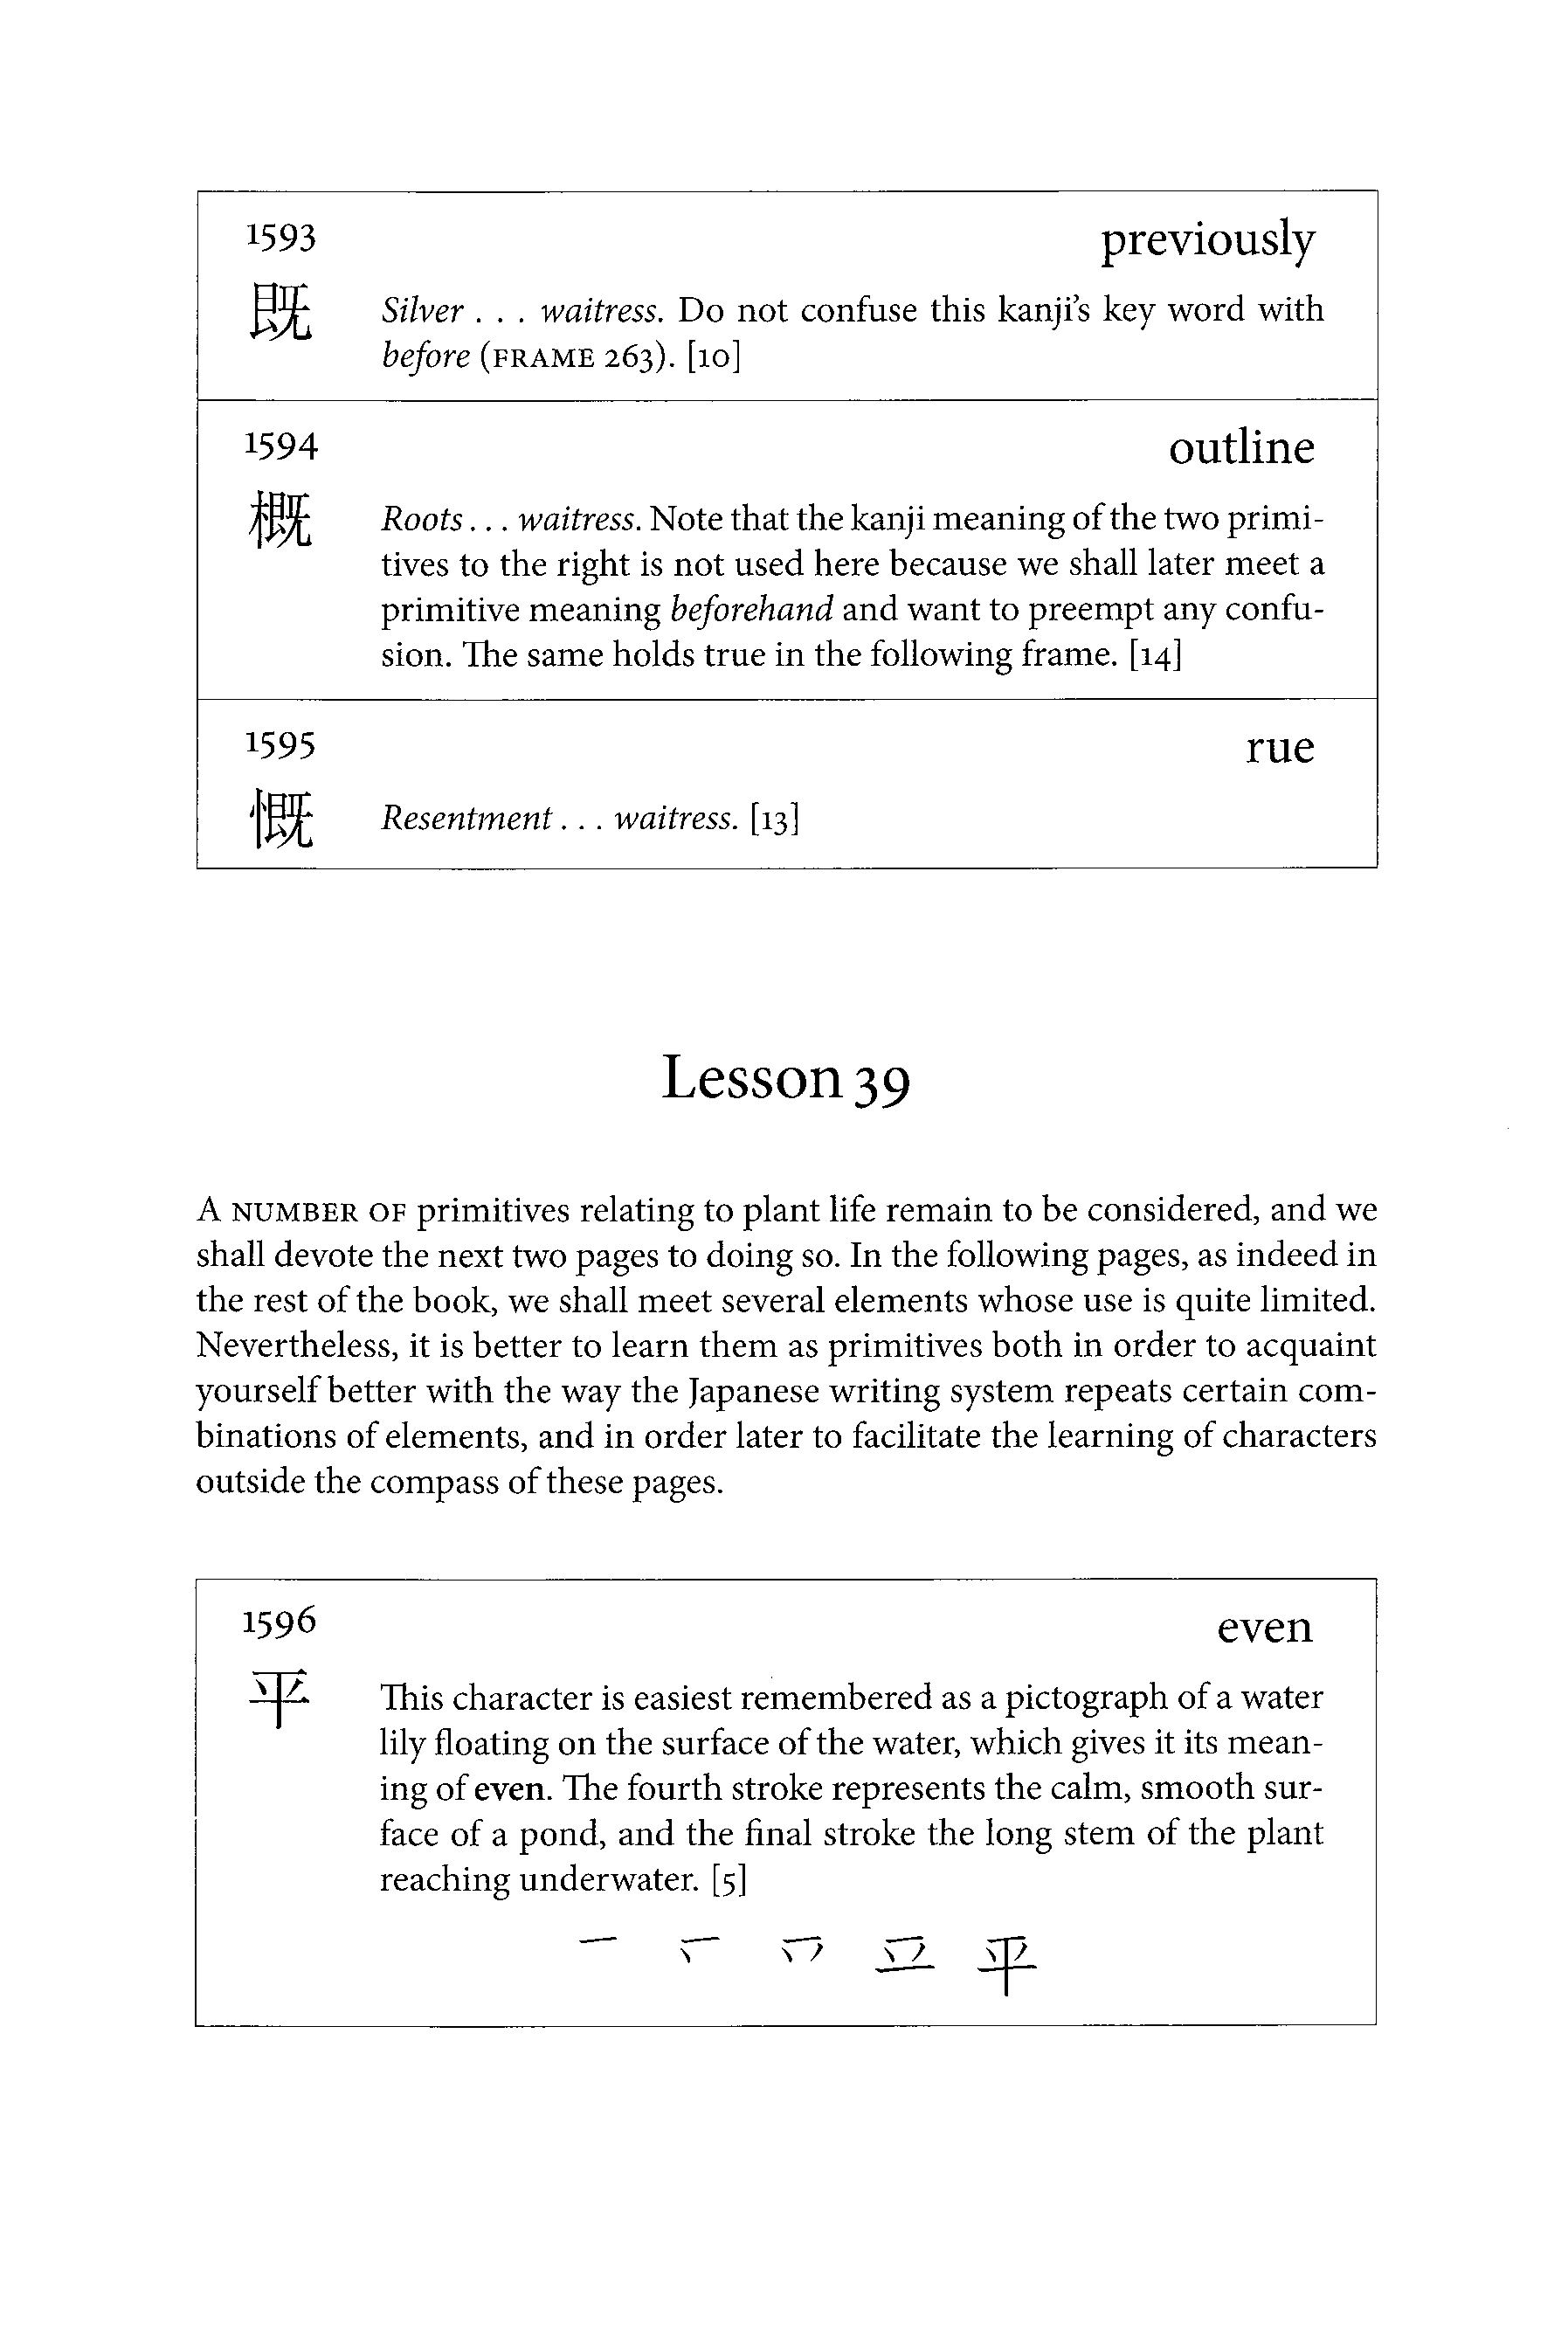 1593 previously
既 Silver . . . waitress. Do not confuse this kanji’s key word with
before (FRAME 263). [10]
1594 outline
概 Roots . . . waitress. Note that the kanji meaning of the two primi-
tives to the right is not used here because we shall later meet a
primitive meaning beforehand and want to preempt any confu-
sion. The same holds true in the following frame. [14]
1595 rue
慨 Resentment . . . waitress. [13]
Lesson 39
A NUMBER OF primitives relating to plant life remain to be considered, and we
shall devote the next two pages to doing so. In the following pages, as indeed in
the rest of the book, we shall meet several elements whose use is quite limited.
Nevertheless, it is better to learn them as primitives both in order to acquaint
yourself better with the way the Japanese writing system repeats certain com-
binations of elements, and in order later to facilitate the learning of characters
outside the compass of these pages.
1596 even
平 This character is easiest remembered as a pictograph of a water
lily floating on the surface of the water, which gives it its mean-
ing of even. The fourth stroke represents the calm, smooth sur-
face of a pond, and the final stroke the long stem of the plant
reaching underwater. [5]
平